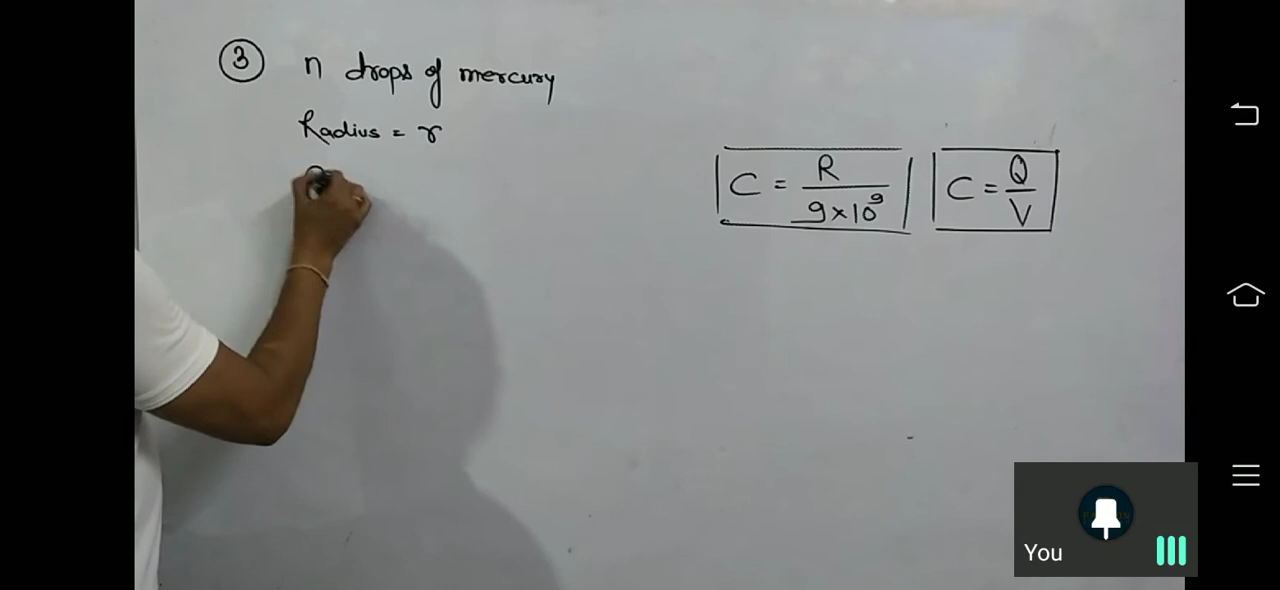 ③ n drops of mercury
Radius = r
C = R / 9×10⁹
C = Q / V
You